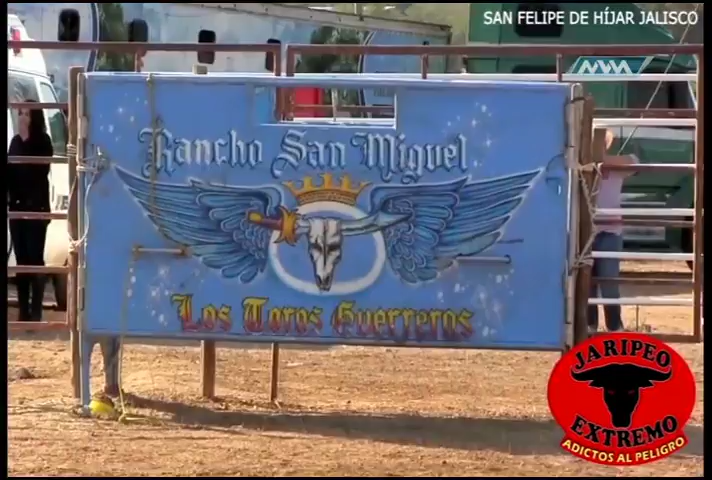 SAN FELIPE DE HÍJAR JALISCO
Rancho San Miguel
Los Toros Guerreros
JARIPEO
EXTREMO
ADICTOS AL PELIGRO